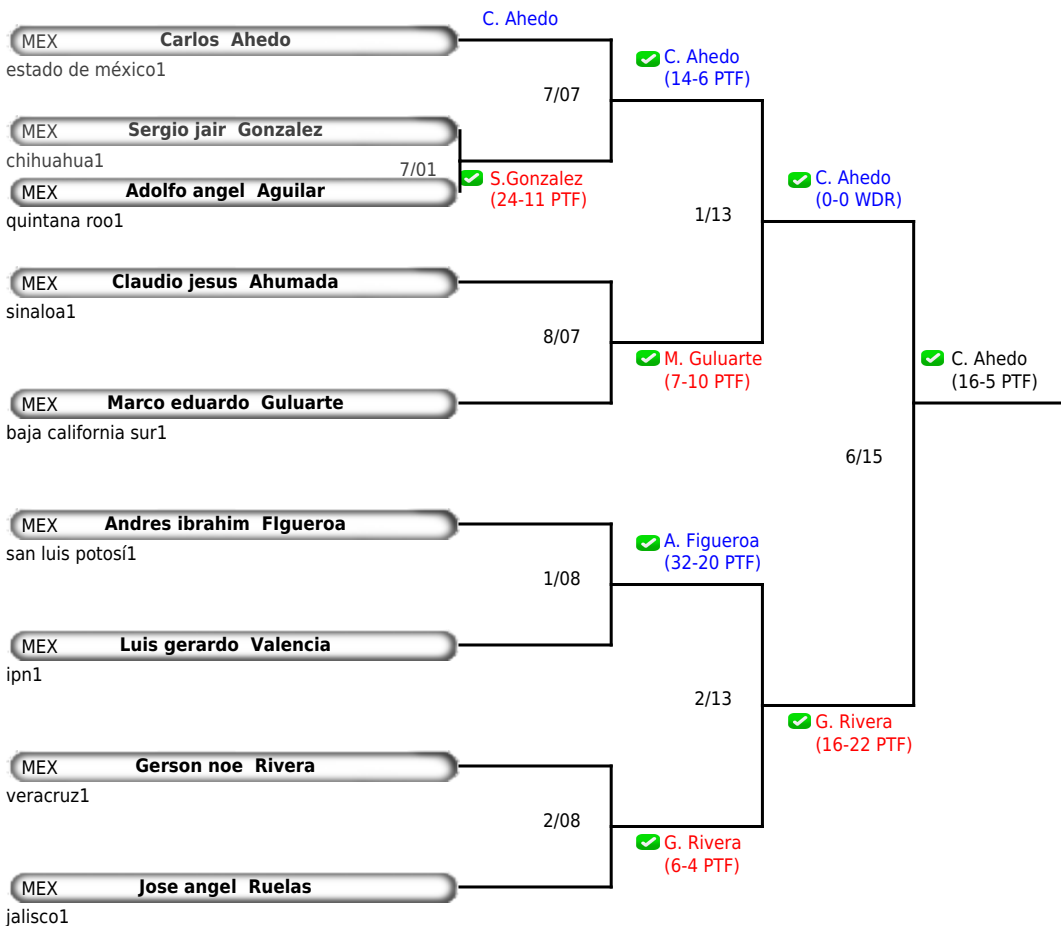 C. Ahedo
MEX Carlos Ahedo
estado de méxico1
7/07
C. Ahedo
(14-6 PTF)
MEX Sergio jair Gonzalez
chihuahua1
7/01
S.Gonzalez
(24-11 PTF)
MEX Adolfo angel Aguilar
quintana roo1
1/13
C. Ahedo
(0-0 WDR)
MEX Claudio jesus Ahumada
sinaloa1
8/07
M. Guluarte
(7-10 PTF)
MEX Marco eduardo Guluarte
baja california sur1
C. Ahedo
(16-5 PTF)
6/15
MEX Andres ibrahim FIgueroa
san luis potosí1
1/08
A. Figueroa
(32-20 PTF)
MEX Luis gerardo Valencia
ipn1
2/13
G. Rivera
(16-22 PTF)
MEX Gerson noe Rivera
veracruz1
2/08
G. Rivera
(6-4 PTF)
MEX Jose angel Ruelas
jalisco1